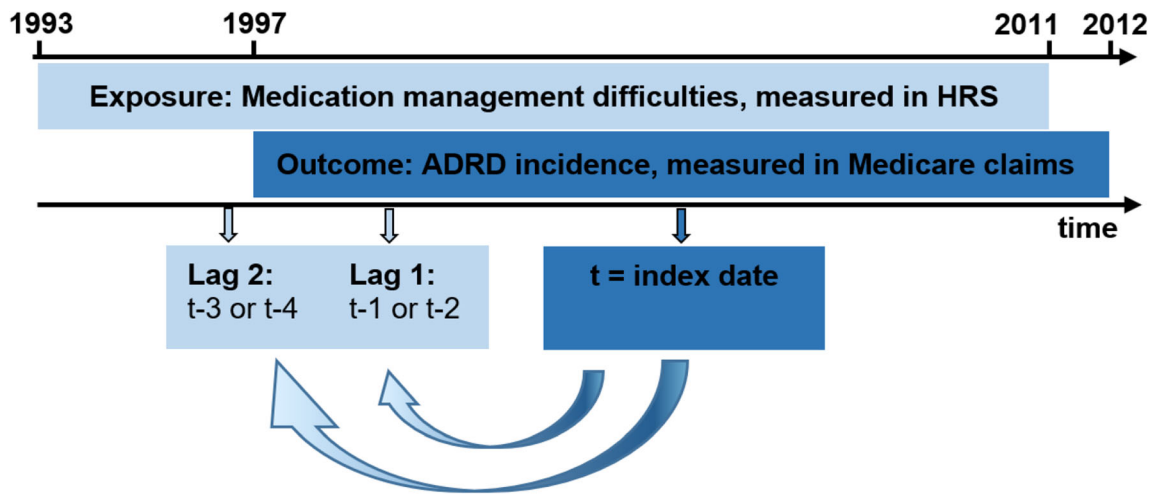 1993 1997 2011 2012
Exposure: Medication management difficulties, measured in HRS
Outcome: ADRD incidence, measured in Medicare claims
time
Lag 2:
t-3 or t-4
Lag 1:
t-1 or t-2
t = index date